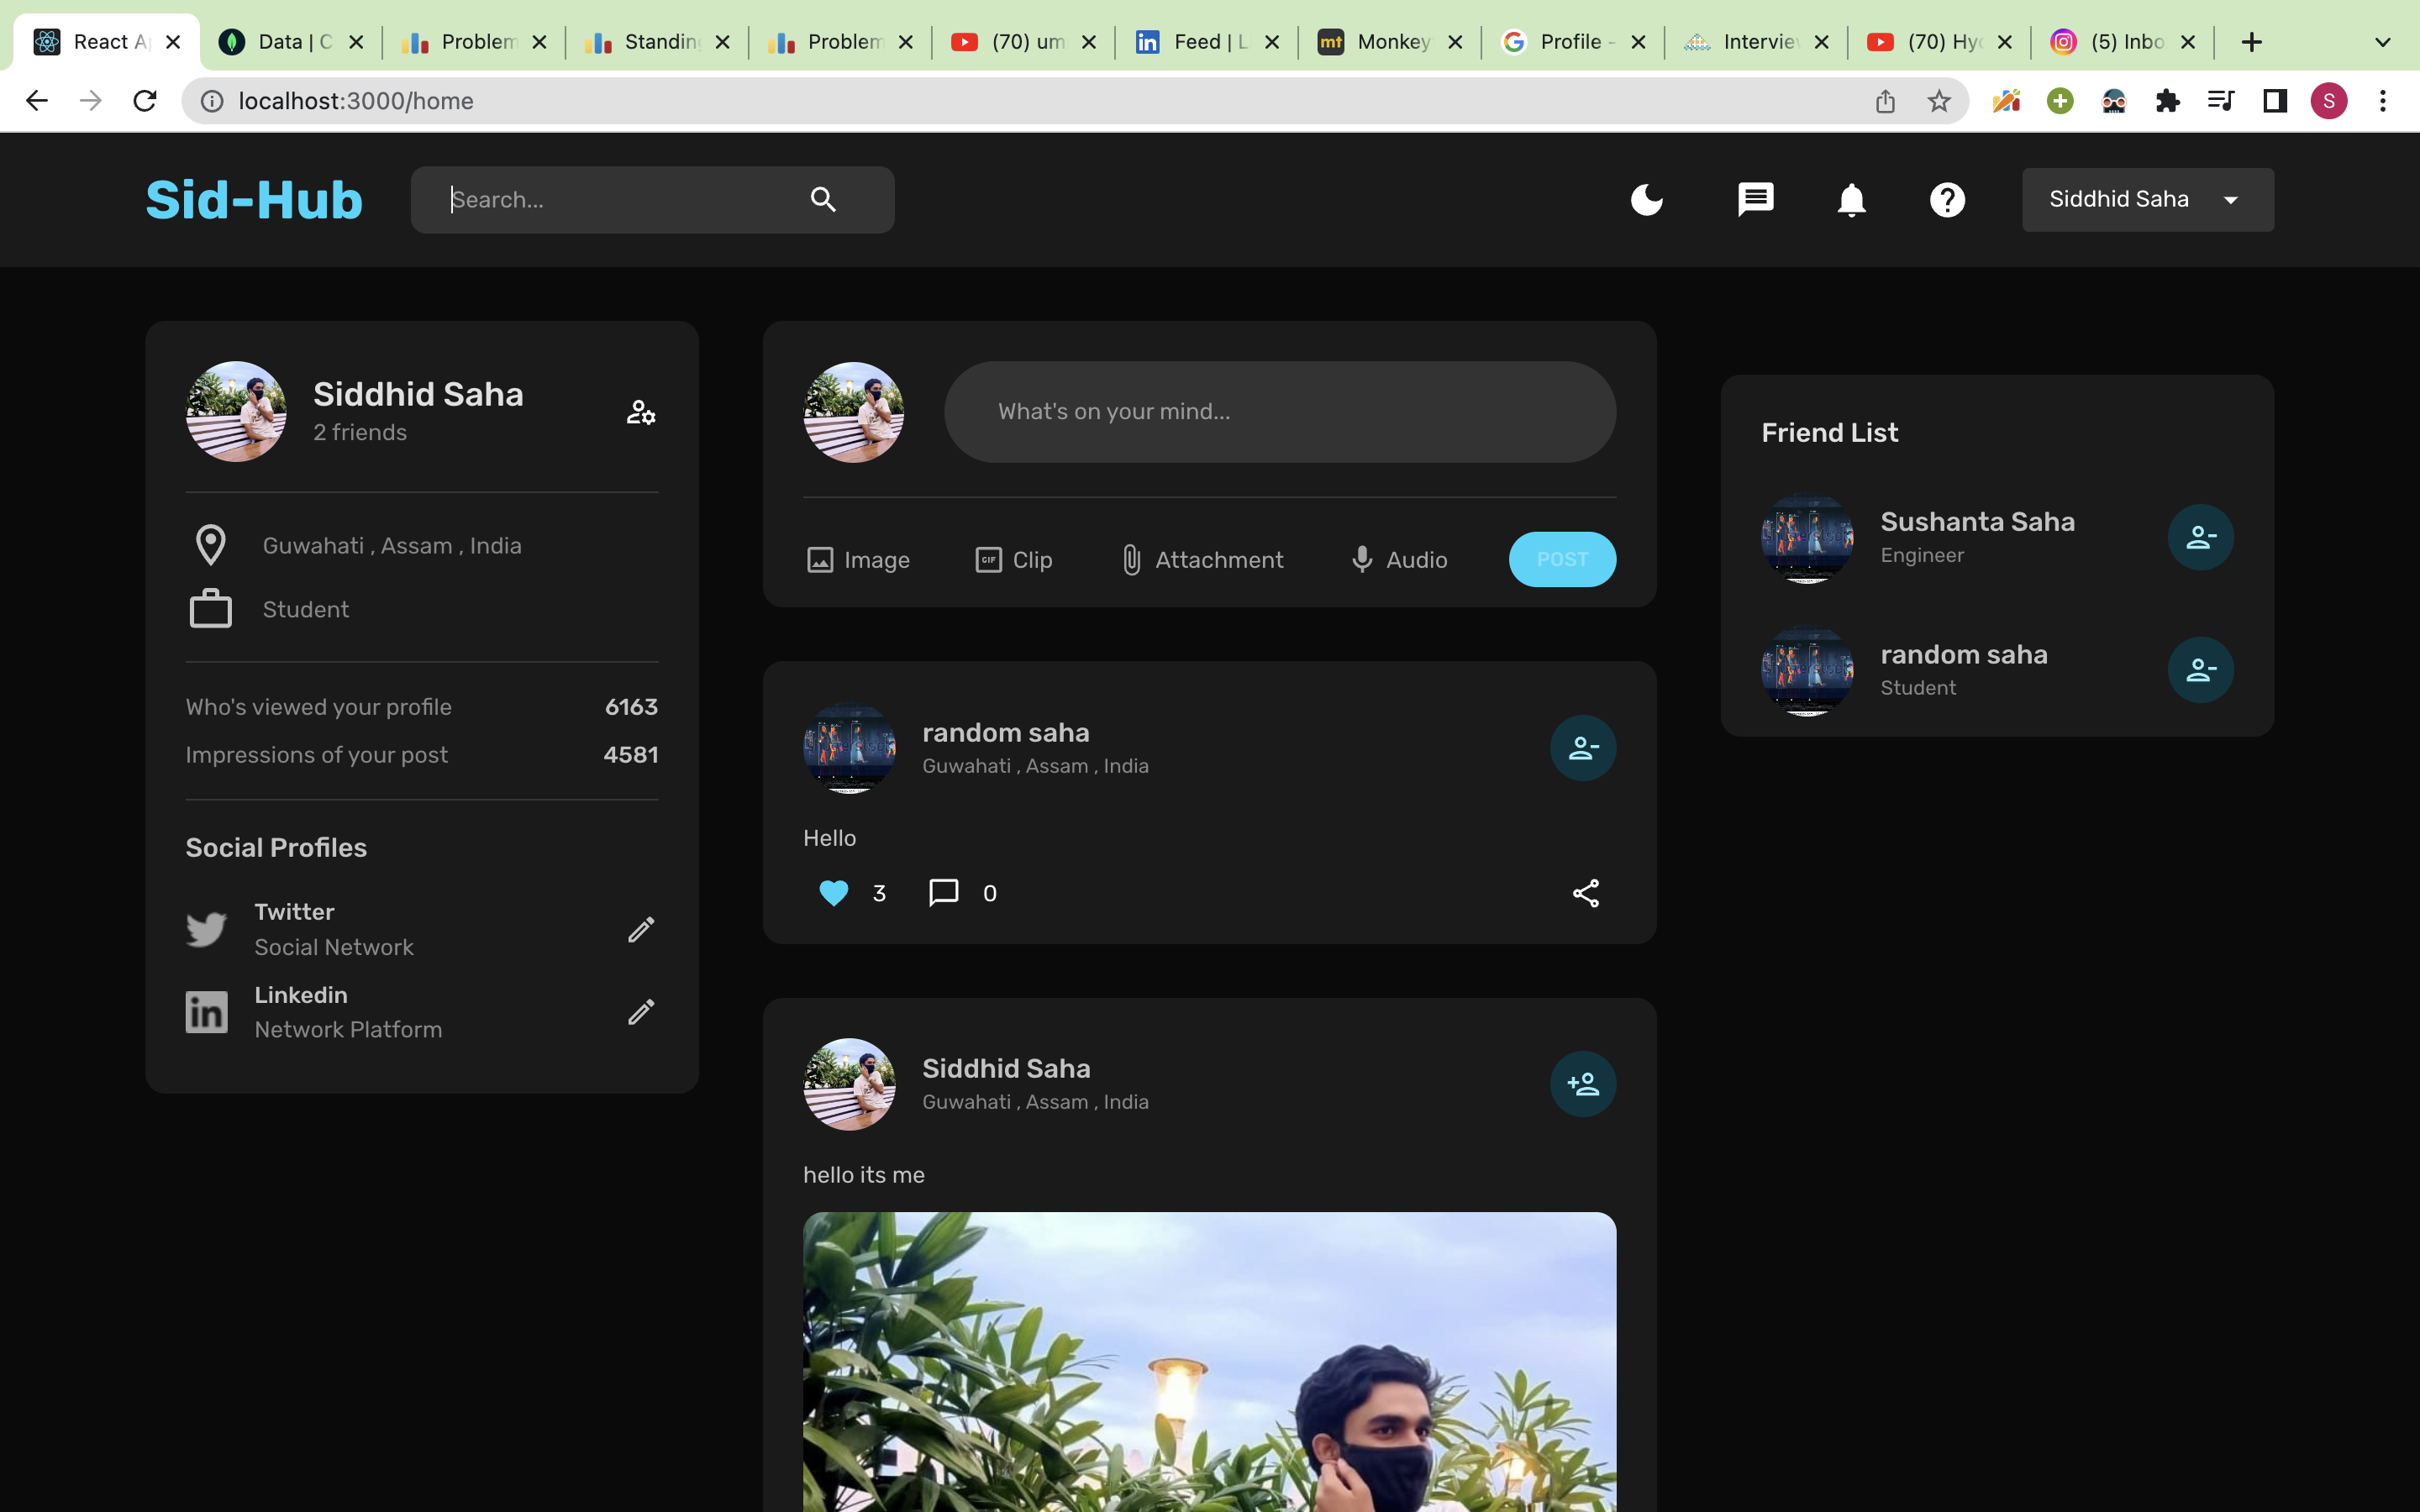 React A
Data | C
Problem
Standing
Problem
(70) um
Feed | L
Monkey
Profile -
Interview
(70) Hyd
(5) Inbo
localhost:3000/home
S
Sid-Hub
Search...
Siddhid Saha
Siddhid Saha
2 friends
Guwahati , Assam , India
Student
Who's viewed your profile 6163
Impressions of your post 4581
Social Profiles
Twitter
Social Network
Linkedin
Network Platform
What's on your mind...
Image
GIF
Clip
Attachment
Audio
POST
random saha
Guwahati , Assam , India
Hello
3
0
Siddhid Saha
Guwahati , Assam , India
hello its me
Friend List
Sushanta Saha
Engineer
random saha
Student